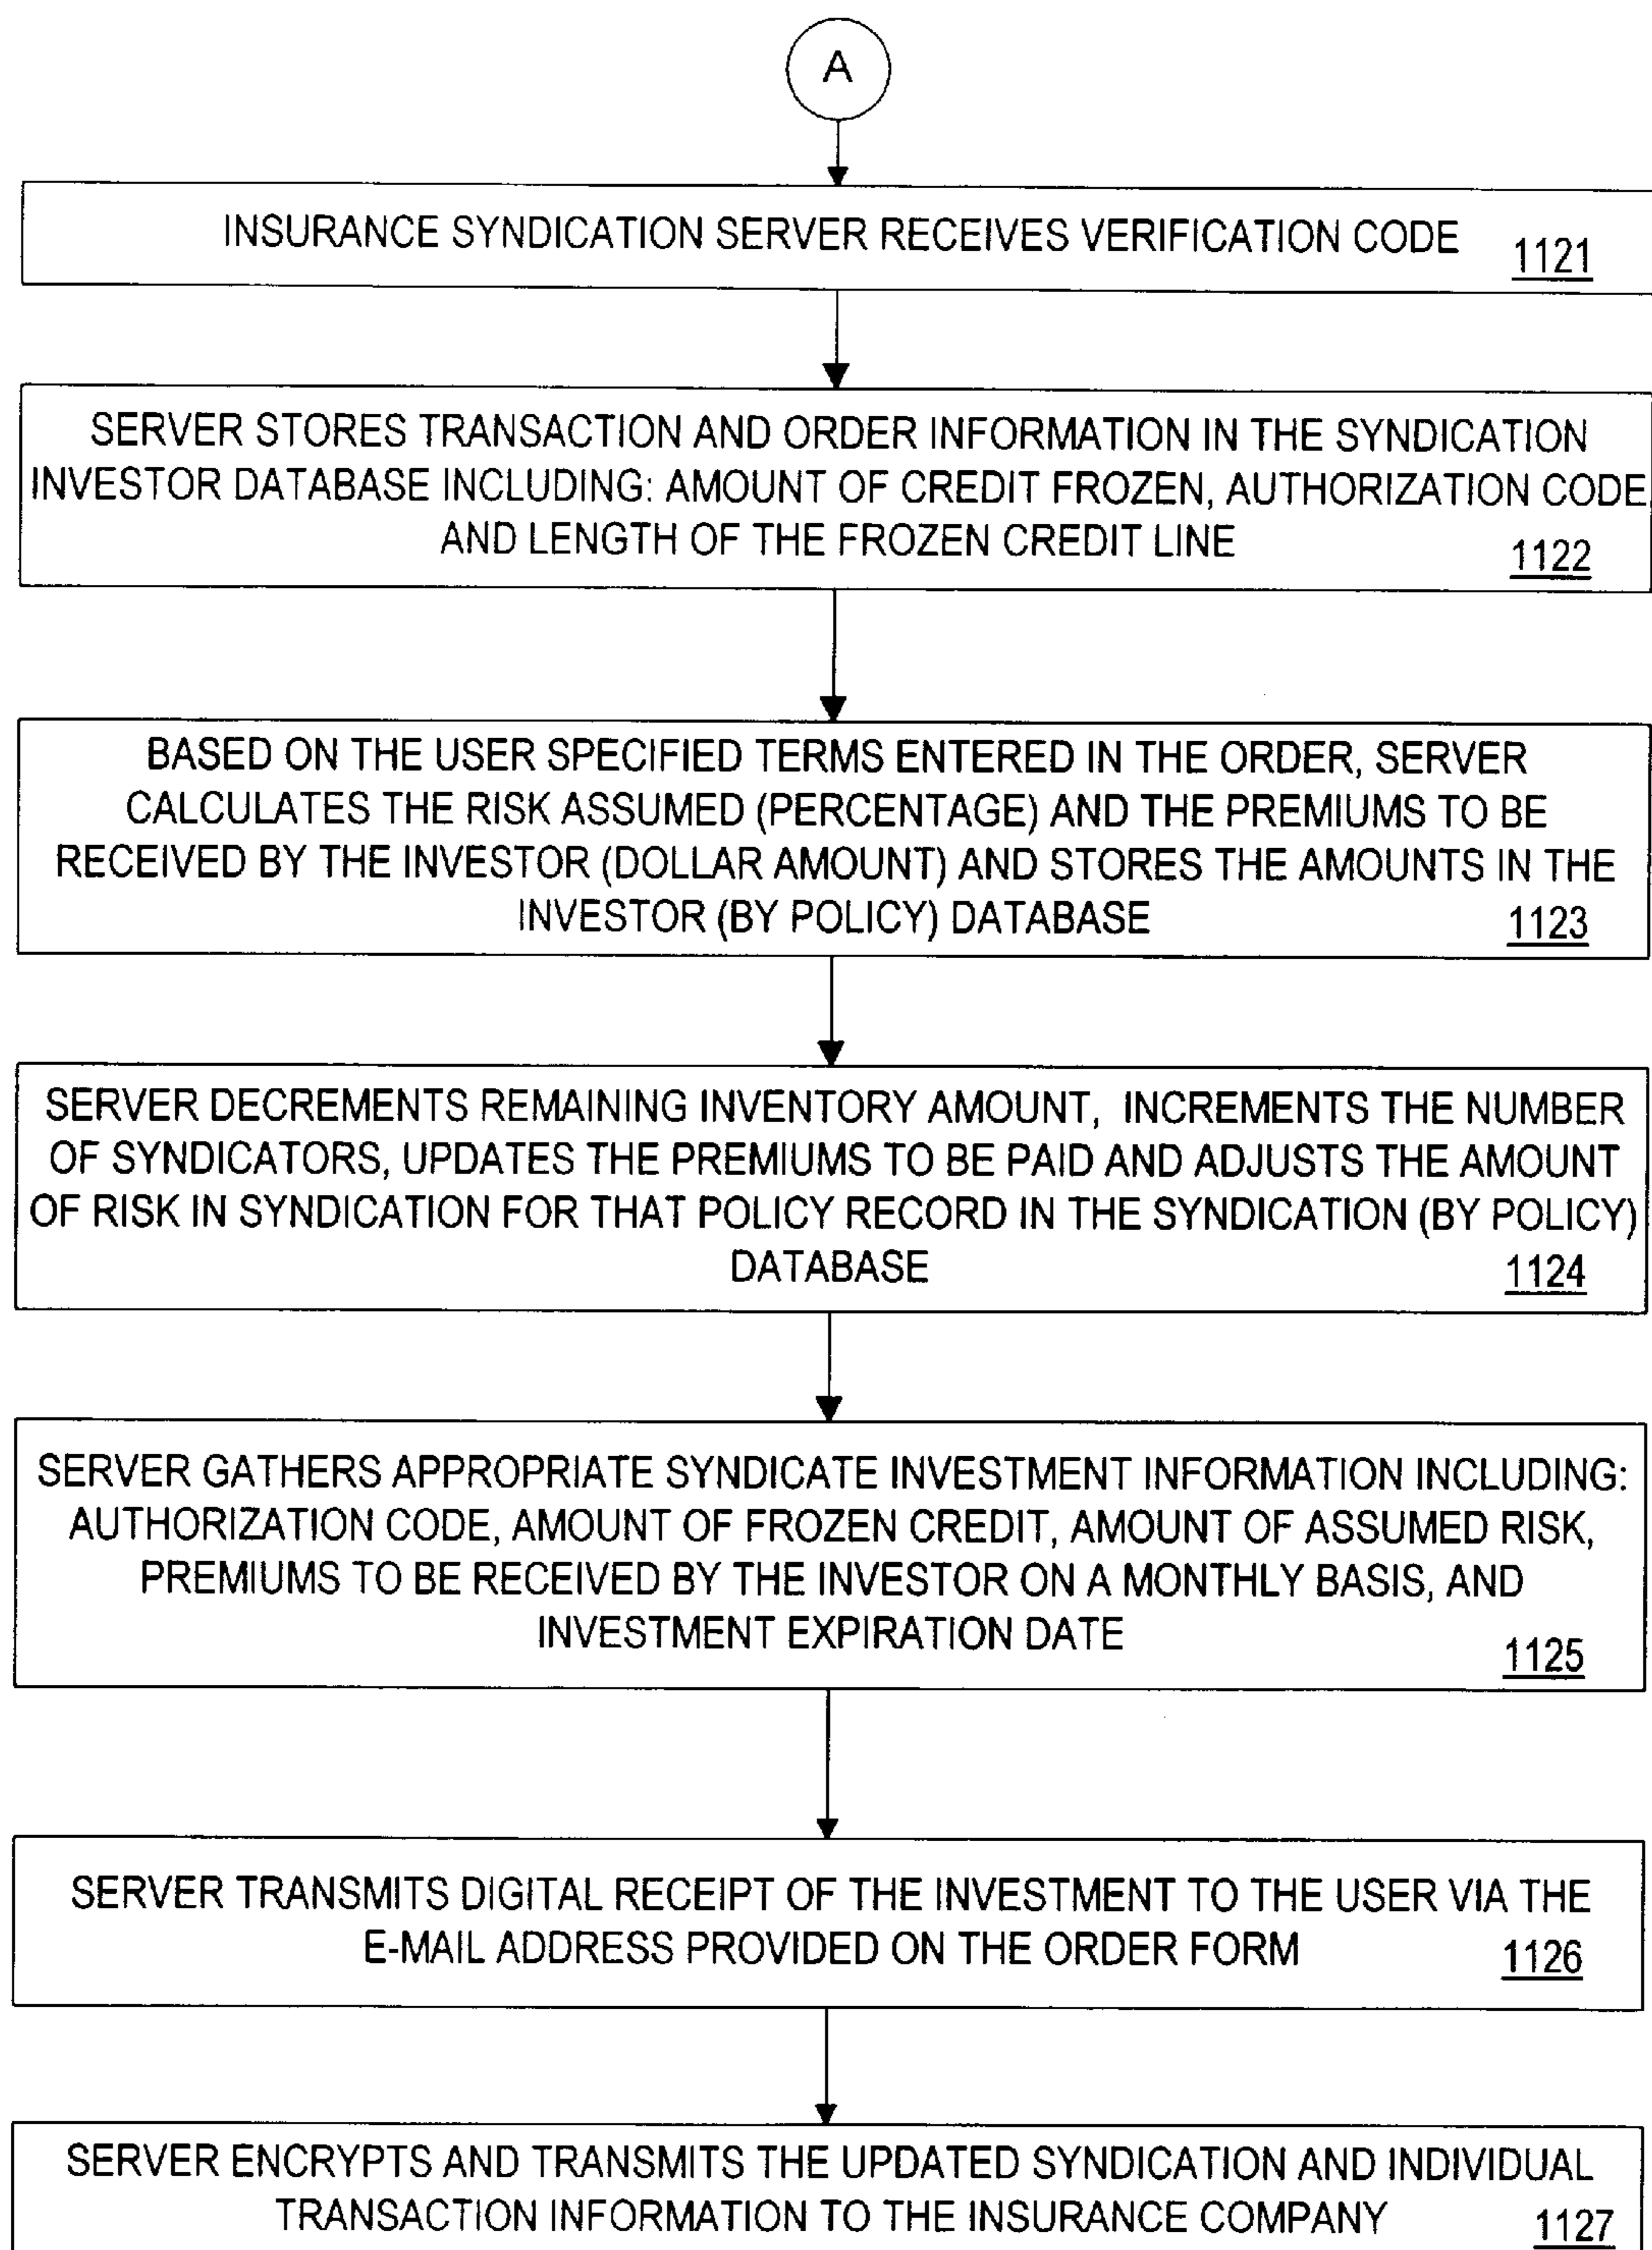 A
INSURANCE SYNDICATION SERVER RECEIVES VERIFICATION CODE
1121
SERVER STORES TRANSACTION AND ORDER INFORMATION IN THE SYNDICATION
INVESTOR DATABASE INCLUDING: AMOUNT OF CREDIT FROZEN, AUTHORIZATION CODE
AND LENGTH OF THE FROZEN CREDIT LINE
1122
BASED ON THE USER SPECIFIED TERMS ENTERED IN THE ORDER, SERVER
CALCULATES THE RISK ASSUMED (PERCENTAGE) AND THE PREMIUMS TO BE
RECEIVED BY THE INVESTOR (DOLLAR AMOUNT) AND STORES THE AMOUNTS IN THE
INVESTOR (BY POLICY) DATABASE
1123
SERVER DECREMENTS REMAINING INVENTORY AMOUNT, INCREMENTS THE NUMBER
OF SYNDICATORS, UPDATES THE PREMIUMS TO BE PAID AND ADJUSTS THE AMOUNT
OF RISK IN SYNDICATION FOR THAT POLICY RECORD IN THE SYNDICATION (BY POLICY)
DATABASE
1124
SERVER GATHERS APPROPRIATE SYNDICATE INVESTMENT INFORMATION INCLUDING:
AUTHORIZATION CODE, AMOUNT OF FROZEN CREDIT, AMOUNT OF ASSUMED RISK,
PREMIUMS TO BE RECEIVED BY THE INVESTOR ON A MONTHLY BASIS, AND
INVESTMENT EXPIRATION DATE
1125
SERVER TRANSMITS DIGITAL RECEIPT OF THE INVESTMENT TO THE USER VIA THE
E-MAIL ADDRESS PROVIDED ON THE ORDER FORM
1126
SERVER ENCRYPTS AND TRANSMITS THE UPDATED SYNDICATION AND INDIVIDUAL
TRANSACTION INFORMATION TO THE INSURANCE COMPANY
1127